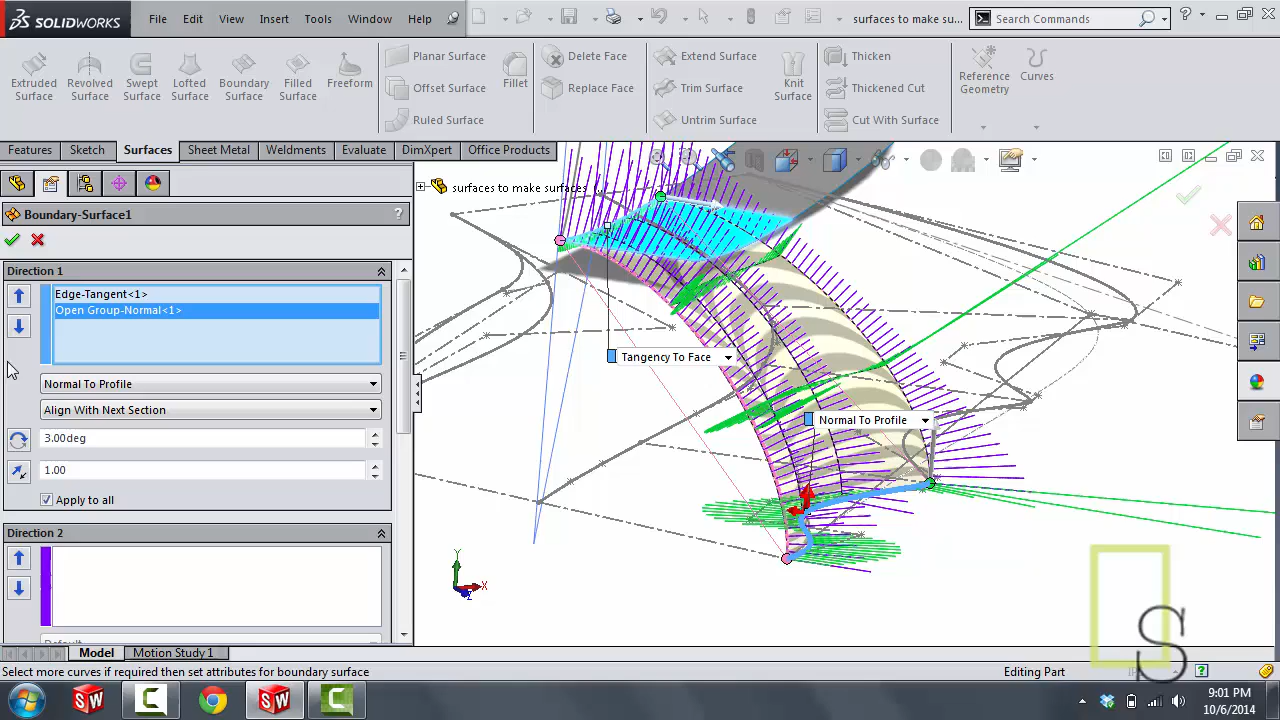 SOLIDWORKS
File Edit View Insert Tools Window Help
surfaces to make su...
Search Commands
Extruded Surface
Revolved Surface
Swept Surface
Lofted Surface
Boundary Surface
Filled Surface
Freeform
Planar Surface
Offset Surface
Ruled Surface
Fillet
Delete Face
Replace Face
Extend Surface
Trim Surface
Untrim Surface
Knit Surface
Thicken
Thickened Cut
Cut With Surface
Reference Geometry
Curves
Features Sketch Surfaces Sheet Metal Weldments Evaluate DimXpert Office Products
surfaces to make surfaces
Boundary-Surface1
?
Direction 1
Edge-Tangent<1>
Open Group-Normal<1>
Normal To Profile
Align With Next Section
3.00deg
1.00
Apply to all
Direction 2
Default
Tangency To Face
Normal To Profile
Y
X
Z
S
Model Motion Study 1
Select more curves if required then set attributes for boundary surface
Editing Part
9:01 PM
10/6/2014